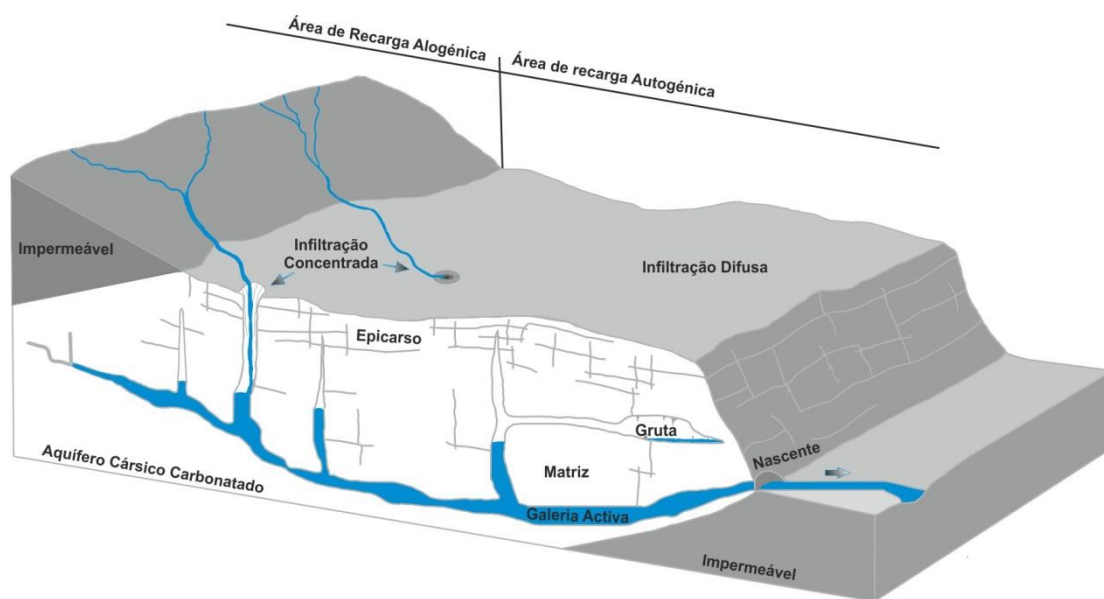 Área de Recarga Alogénica
Área de recarga Autogénica
Impermeável
Infiltração
Concentrada
Infiltração Difusa
Epicarso
Gruta
Nascente
Aquífero Cársico Carbonatado
Matriz
Galeria Activa
Impermeável